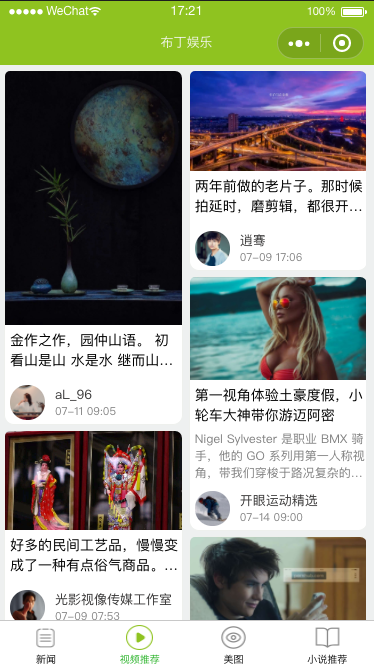 WeChat
17:21
100%
布丁娱乐
金作之作，园仲山语。 初
看山是山 水是水 继而山…
aL_96
07-11 09:05
好多的民间工艺品，慢慢变
成了一种有点俗气商品。…
光影视像传媒工作室
07-09 07:53
两年前做的老片子。那时候
拍延时，磨剪辑，都很开…
逍骞
07-09 17:06
第一视角体验土豪度假，小
轮车大神带你游迈阿密
Nigel Sylvester 是职业 BMX 骑
手，他的 GO 系列用第一人称视
角，带我们穿梭于路况复杂的…
开眼运动精选
07-14 09:00
新闻
视频推荐
美图
小说推荐